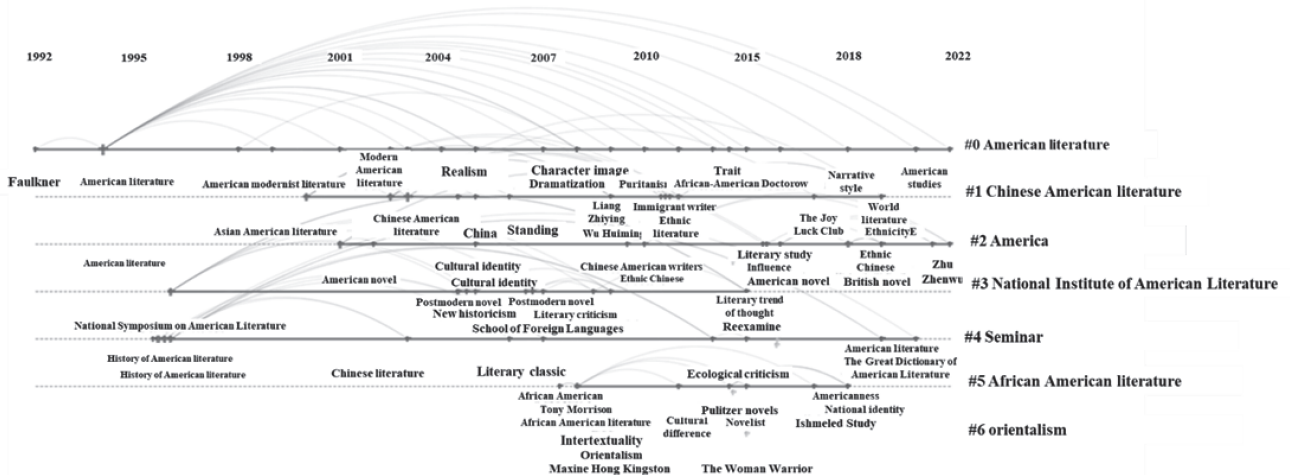 1992 1995 1998 2001 2004 2007 2010 2015 2018 2022
#0 American literature
Modern
American
literature
Realism
Character image
Dramatization
Trait
African-American Doctorow
Narrative
style
American
studies
Faulkner
American literature
American modernist literature
#1 Chinese American literature
Liang
Zhiying
Wu Huiming
Immigrant writer
Ethnic
literature
World
literature
EthnicityE
Asian American literature
Chinese American
literature
China
Standing
The Joy
Luck Club
#2 America
American literature
American novel
Cultural identity
Cultural identity
Chinese American writers
Ethnic Chinese
Literary study
Influence
American novel
Ethnic
Chinese
British novel
Zhu
Zhenwu
#3 National Institute of American Literature
Postmodern novel
New historicism
Postmodern novel
Literary criticism
Literary trend
of thought
Reexamine
National Symposium on American Literature
School of Foreign Languages
#4 Seminar
American literature
The Great Dictionary of
American Literature
History of American literature
History of American literature
Chinese literature
Literary classic
Ecological criticism
#5 African American literature
African American
Tony Morrison
African American literature
Intertextuality
Orientalism
Maxine Hong Kingston
Cultural
difference
Pulitzer novels
Novelist
The Woman Warrior
Americanness
National identity
Ishmeled Study
#6 orientalism